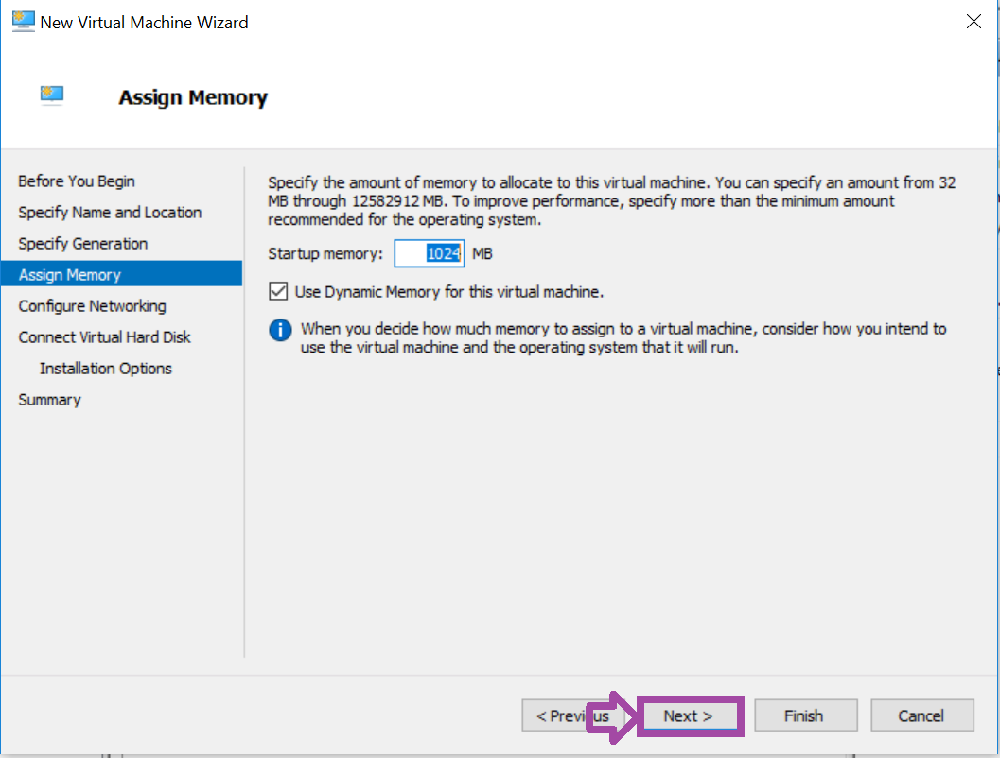 New Virtual Machine Wizard
Assign Memory
Before You Begin
Specify Name and Location
Specify Generation
Assign Memory
Configure Networking
Connect Virtual Hard Disk
Installation Options
Summary
Specify the amount of memory to allocate to this virtual machine. You can specify an amount from 32
MB through 12582912 MB. To improve performance, specify more than the minimum amount
recommended for the operating system.
Startup memory: 1024 MB
Use Dynamic Memory for this virtual machine.
When you decide how much memory to assign to a virtual machine, consider how you intend to
use the virtual machine and the operating system that it will run.
< Previous Next > Finish Cancel